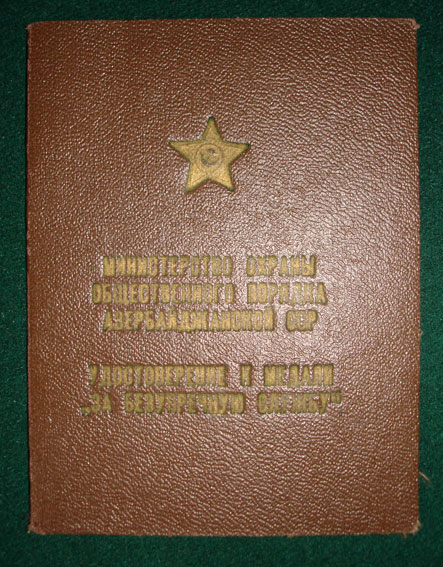 МИНИСТЕРСТВО ОХРАНЫ
ОБЩЕСТВЕННОГО ПОРЯДКА
АЗЕРБАЙДЖАНСКОЙ ССР
УДОСТОВЕРЕНИЕ К МЕДАЛИ
„ЗА БЕЗУПРЕЧНУЮ СЛУЖБУ"